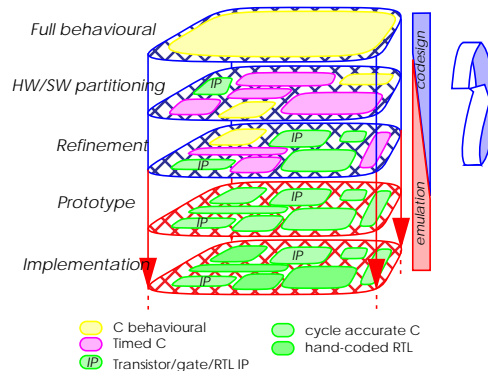 Full behavioural
codesign
HW/SW partitioning
IP
Refinement
IP
IP
Prototype
IP
IP
emulation
Implementation
IP
IP
C behavioural
Timed C
IP Transistor/gate/RTL IP
cycle accurate C
hand-coded RTL